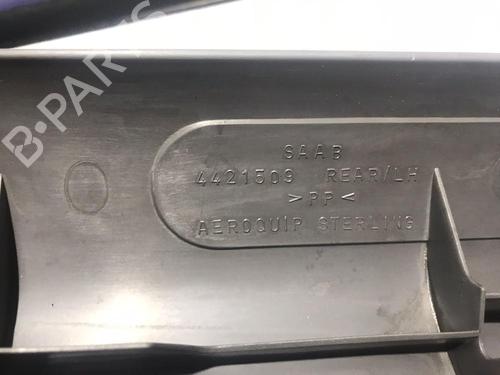 B-PARTS
SAAB
4421509 REAR/LH
>PP<
AEROQUIP STERLING